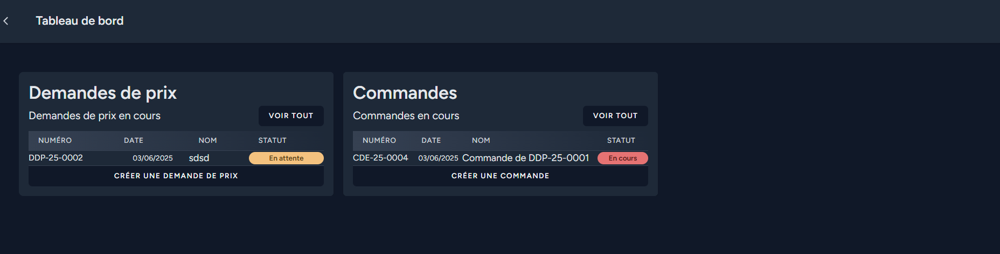 Tableau de bord
Demandes de prix
Demandes de prix en cours
VOIR TOUT
NUMÉRO DATE NOM STATUT
DDP-25-0002 03/06/2025 sdsd En attente
CRÉER UNE DEMANDE DE PRIX
Commandes
Commandes en cours
VOIR TOUT
NUMÉRO DATE NOM STATUT
CDE-25-0004 03/06/2025 Commande de DDP-25-0001 En cours
CRÉER UNE COMMANDE